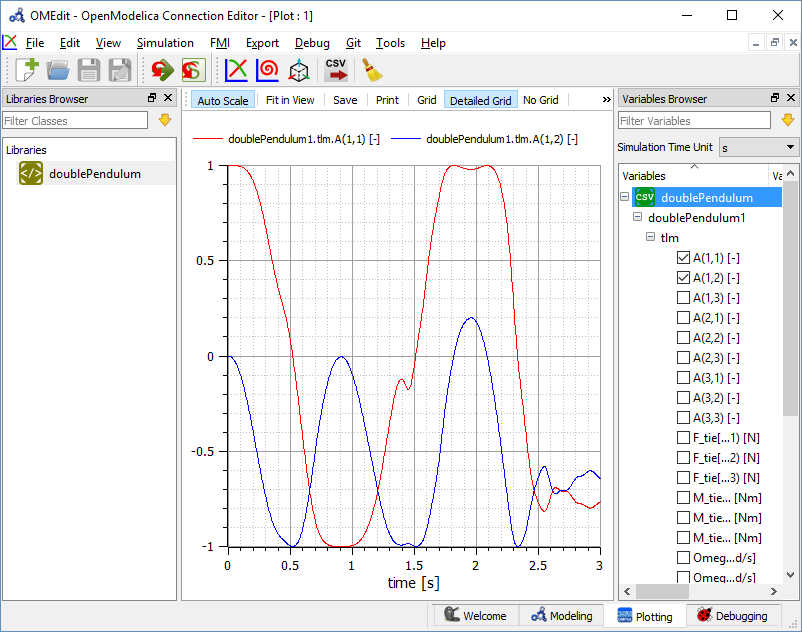 OMEdit - OpenModelica Connection Editor - [Plot : 1]
File Edit View Simulation FMI Export Debug Git Tools Help
CSV
Libraries Browser
Filter Classes
Libraries
doublePendulum
Auto Scale Fit in View Save Print Grid Detailed Grid No Grid »
doublePendulum1.tlm.A(1,1) [-] doublePendulum1.tlm.A(1,2) [-]
1
0.5
0
-0.5
-1
0 0.5 1 1.5 2 2.5 3
time [s]
Variables Browser
Filter Variables
Simulation Time Unit s
Variables Va
CSV doublePendulum
doublePendulum1
tlm
A(1,1) [-]
A(1,2) [-]
A(1,3) [-]
A(2,1) [-]
A(2,2) [-]
A(2,3) [-]
A(3,1) [-]
A(3,2) [-]
A(3,3) [-]
F_tie[...1) [N]
F_tie[...2) [N]
F_tie[...3) [N]
M_tie... [Nm]
M_tie... [Nm]
M_tie... [Nm]
Omeg...d/s]
Omeg...d/s]
Welcome Modeling Plotting Debugging